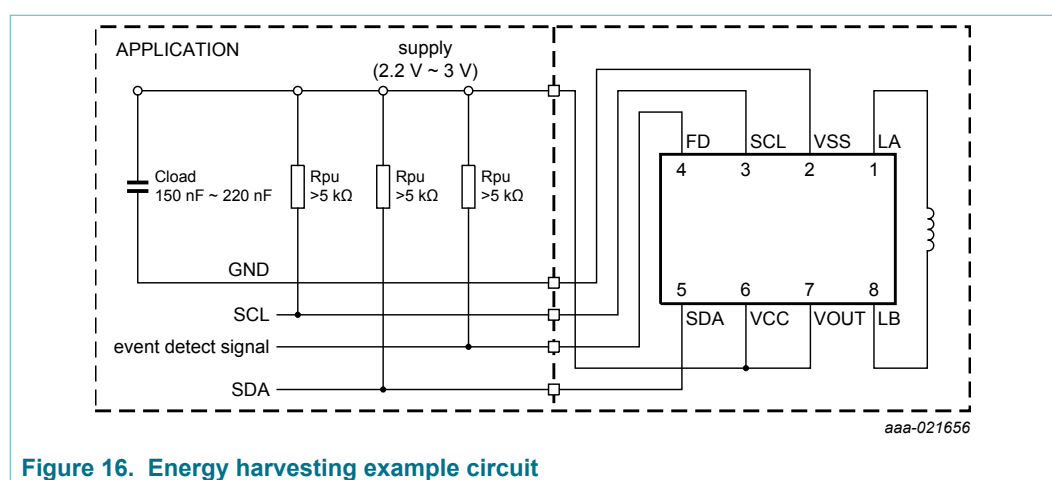 APPLICATION
supply
(2.2 V ~ 3 V)
Cload
150 nF ~ 220 nF
Rpu
>5 kΩ
Rpu
>5 kΩ
Rpu
>5 kΩ
GND
SCL
event detect signal
SDA
FD SCL VSS LA
4 3 2 1
5 6 7 8
SDA VCC VOUT LB
aaa-021656
Figure 16. Energy harvesting example circuit